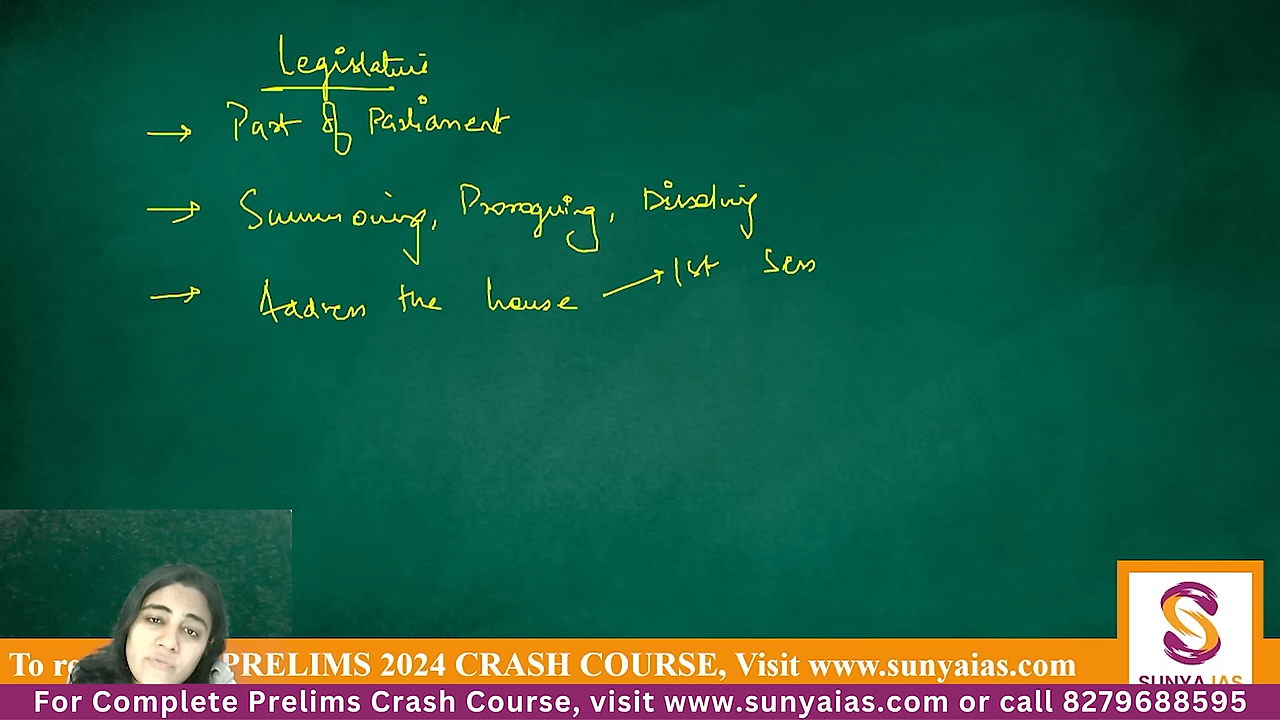 Legislature
→ Part of Parliament
→ Summoning, Proroguing, Dissolving
→ Address the house → 1st Sess
To re PRELIMS 2024 CRASH COURSE, Visit www.sunyaias.com
SUNYA IAS
For Complete Prelims Crash Course, visit www.sunyaias.com or call 8279688595